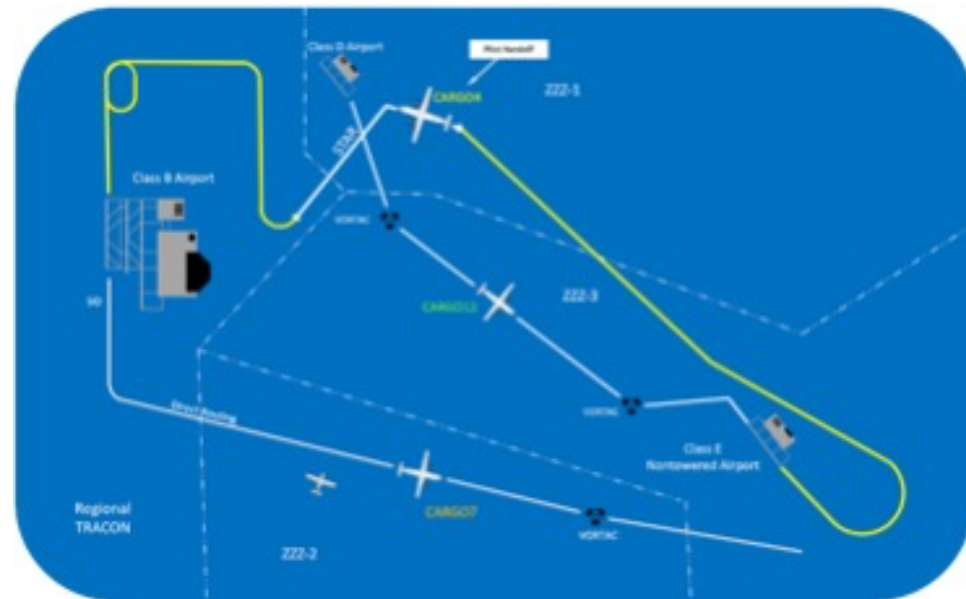 Class D Airport
Pilot Handoff
CARGO4
ZZZ-1
STAR
Class B Airport
VORTAC
ZZZ-3
CARGO12
SID
Direct Routing
VORTAC
Class E
Nontowered Airport
CARGO7
VORTAC
Regional
TRACON
ZZZ-2